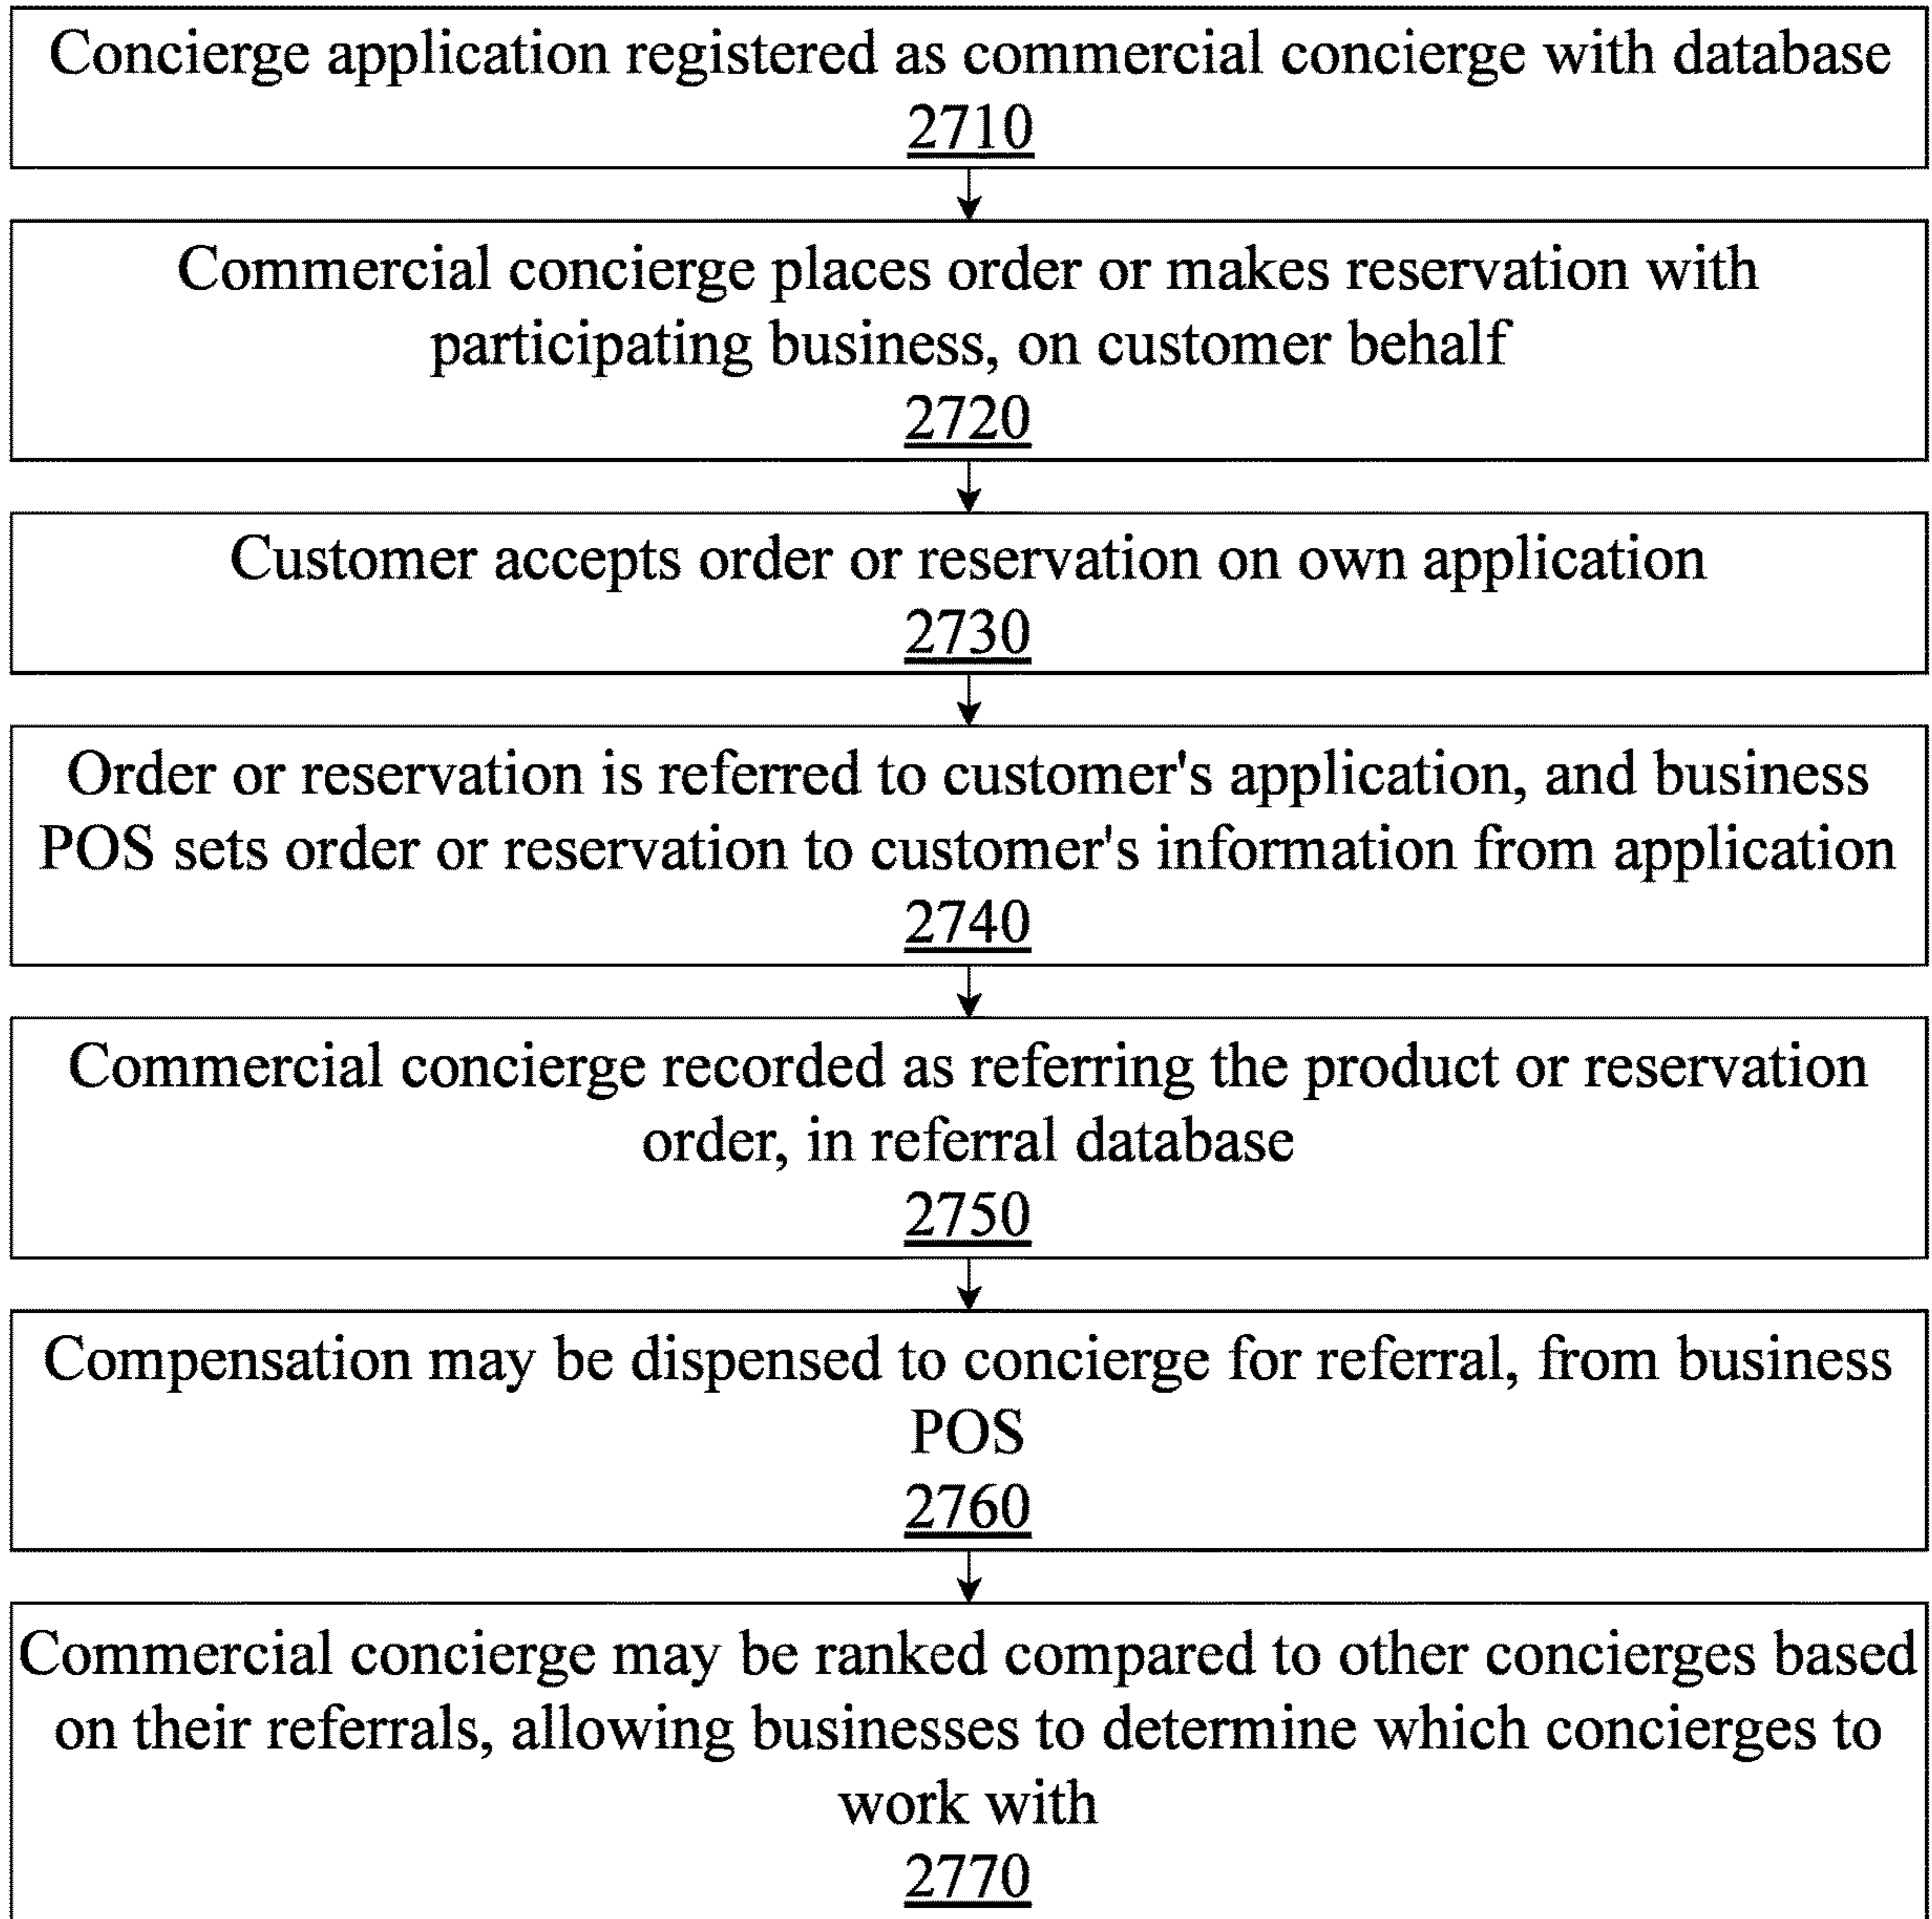 Concierge application registered as commercial concierge with database
2710
Commercial concierge places order or makes reservation with
participating business, on customer behalf
2720
Customer accepts order or reservation on own application
2730
Order or reservation is referred to customer's application, and business
POS sets order or reservation to customer's information from application
2740
Commercial concierge recorded as referring the product or reservation
order, in referral database
2750
Compensation may be dispensed to concierge for referral, from business
POS
2760
Commercial concierge may be ranked compared to other concierges based
on their referrals, allowing businesses to determine which concierges to
work with
2770